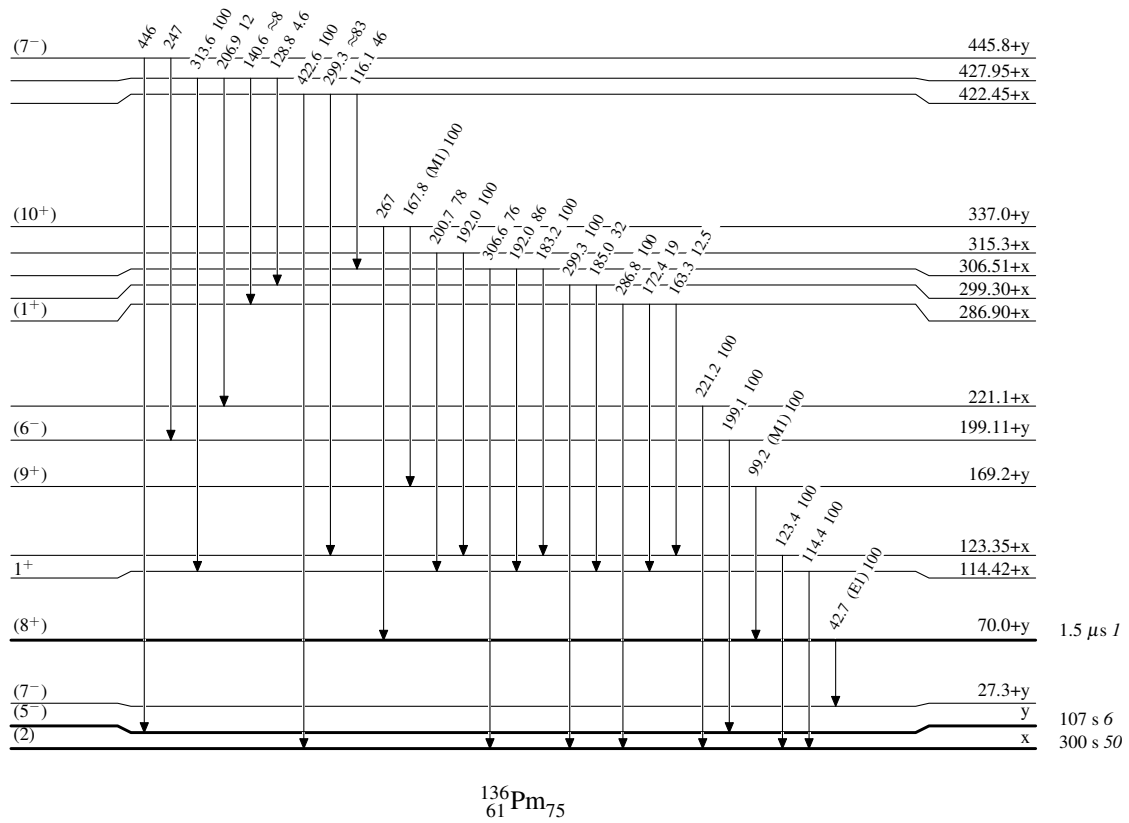 446
247
313.6 100
206.9 12
140.6 ≈8
128.8 4.6
422.6 100
299.3 ≈83
116.1 46
(7⁻) 445.8+y
427.95+x
422.45+x
267
167.8 (M1) 100
200.7 78
192.0 100
306.6 76
192.0 86
183.2 100
299.3 100
185.0 32
286.8 100
172.4 19
163.3 12.5
(10⁺) 337.0+y
315.3+x
306.51+x
299.30+x
(1⁺) 286.90+x
221.2 100
199.1 100
99.2 (M1) 100
221.1+x
(6⁻) 199.11+y
(9⁺) 169.2+y
123.4 100
114.4 100
42.7 (E1) 100
123.35+x
1⁺ 114.42+x
(8⁺) 70.0+y 1.5 μs 1
(7⁻) 27.3+y
(5⁻) y 107 s 6
(2) x 300 s 50
¹³⁶₆₁Pm₇₅